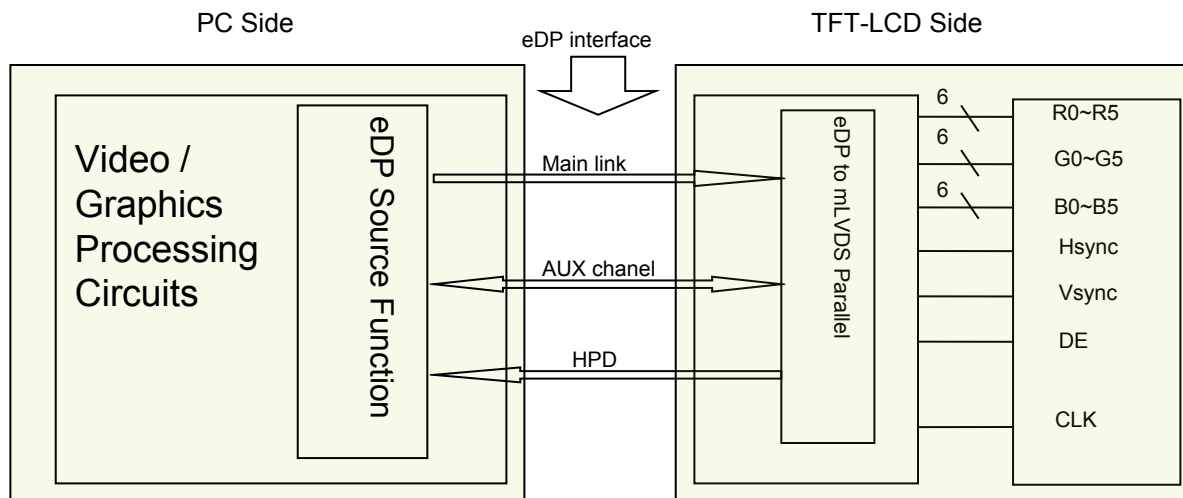 PC Side
eDP interface
TFT-LCD Side
Video /
Graphics
Processing
Circuits
eDP Source Function
Main link
AUX chanel
HPD
eDP to mLVDS Parallel
6
R0~R5
6
G0~G5
6
B0~B5
Hsync
Vsync
DE
CLK